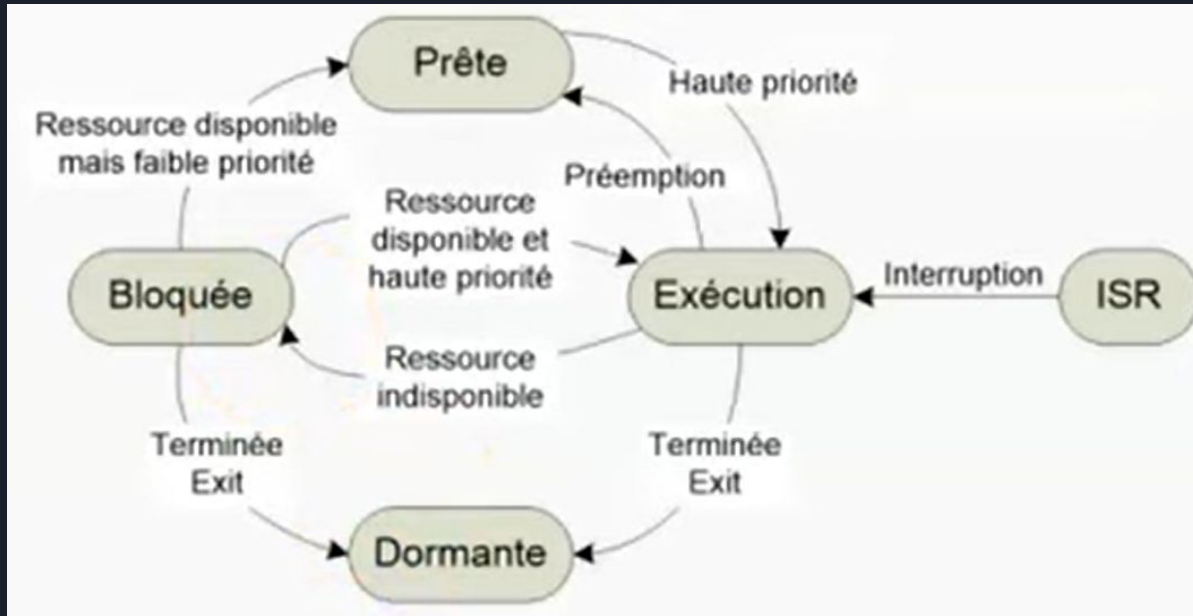 Prête
Haute priorité
Ressource disponible
mais faible priorité
Préemption
Ressource
disponible et
haute priorité
Bloquée
Exécution
Interruption
ISR
Ressource
indisponible
Terminée
Exit
Terminée
Exit
Dormante